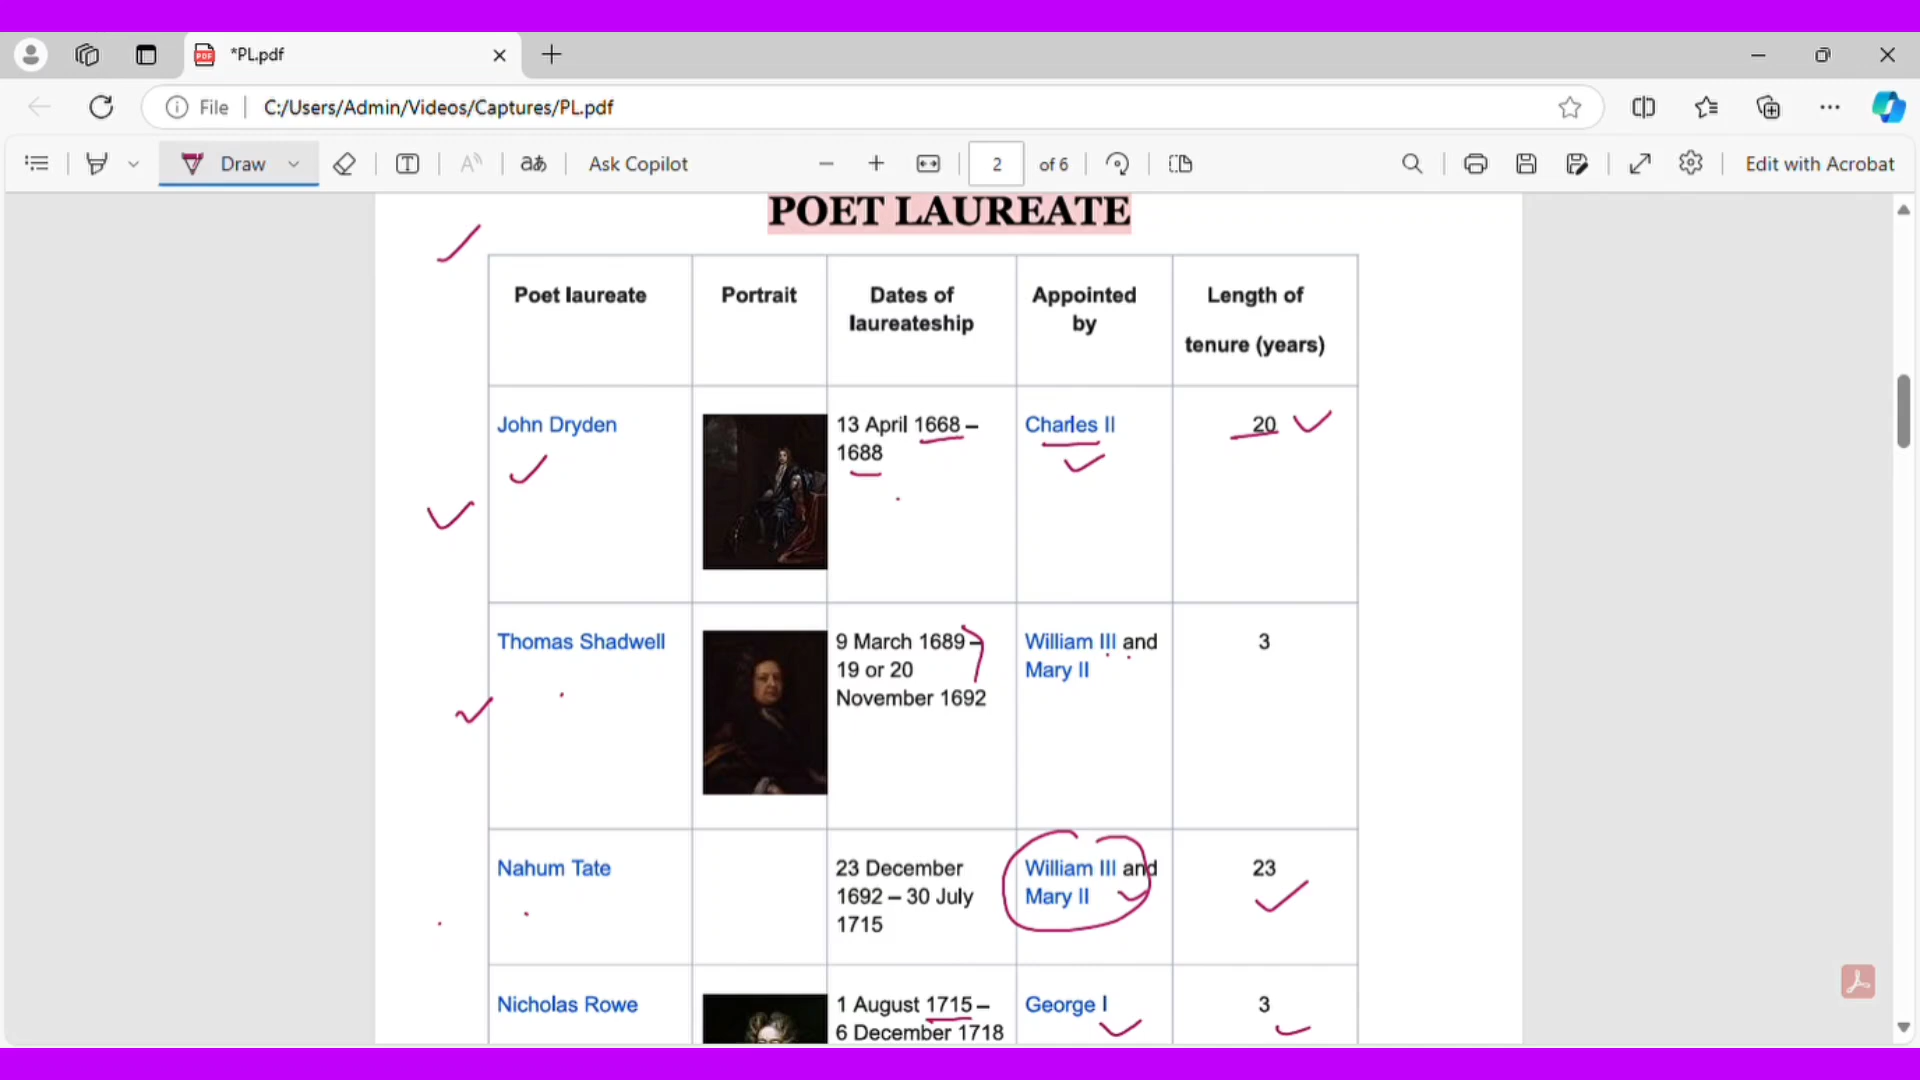 *PL.pdf
File
C:/Users/Admin/Videos/Captures/PL.pdf
Draw
Ask Copilot
2 of 6
Edit with Acrobat
POET LAUREATE
Poet laureate
Portrait
Dates of
laureateship
Appointed
by
Length of
tenure (years)
John Dryden
13 April 1668 –
1688
Charles II
20
Thomas Shadwell
9 March 1689 –
19 or 20
November 1692
William III and
Mary II
3
Nahum Tate
23 December
1692 – 30 July
1715
William III and
Mary II
23
Nicholas Rowe
1 August 1715 –
6 December 1718
George I
3